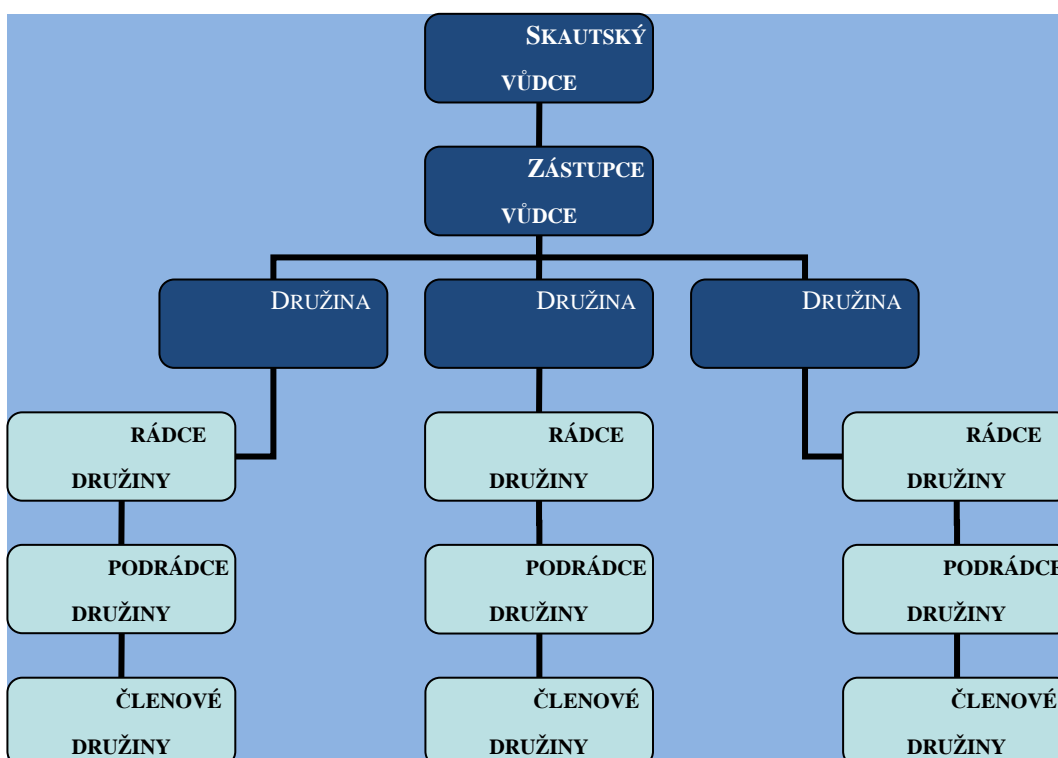 SKAUTSKÝ
VŮDCE
ZÁSTUPCE
VŮDCE
DRUŽINA DRUŽINA DRUŽINA
RÁDCE RÁDCE RÁDCE
DRUŽINY DRUŽINY DRUŽINY
PODRÁDCE PODRÁDCE PODRÁDCE
DRUŽINY DRUŽINY DRUŽINY
ČLENOVÉ ČLENOVÉ ČLENOVÉ
DRUŽINY DRUŽINY DRUŽINY